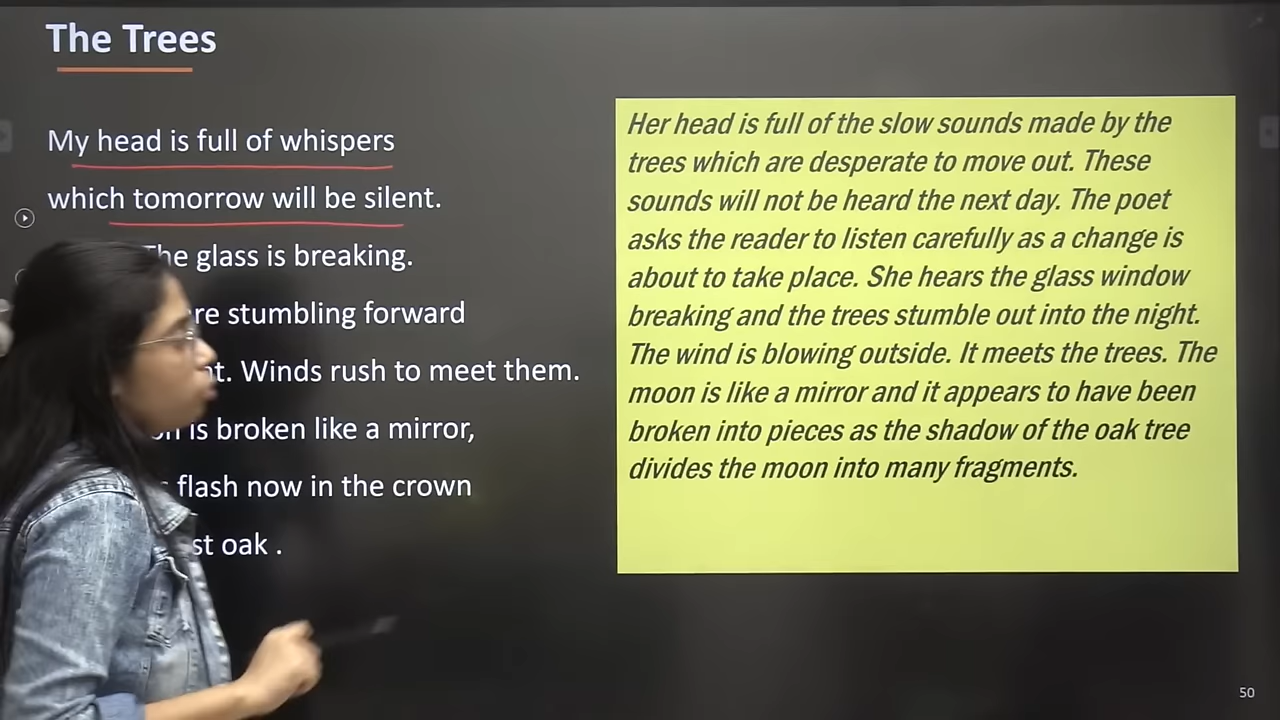 The Trees
My head is full of whispers
which tomorrow will be silent.
The glass is breaking.
stumbling forward
Winds rush to meet them.
is broken like a mirror,
flash now in the crown
oak .
Her head is full of the slow sounds made by the
trees which are desperate to move out. These
sounds will not be heard the next day. The poet
asks the reader to listen carefully as a change is
about to take place. She hears the glass window
breaking and the trees stumble out into the night.
The wind is blowing outside. It meets the trees. The
moon is like a mirror and it appears to have been
broken into pieces as the shadow of the oak tree
divides the moon into many fragments.
50